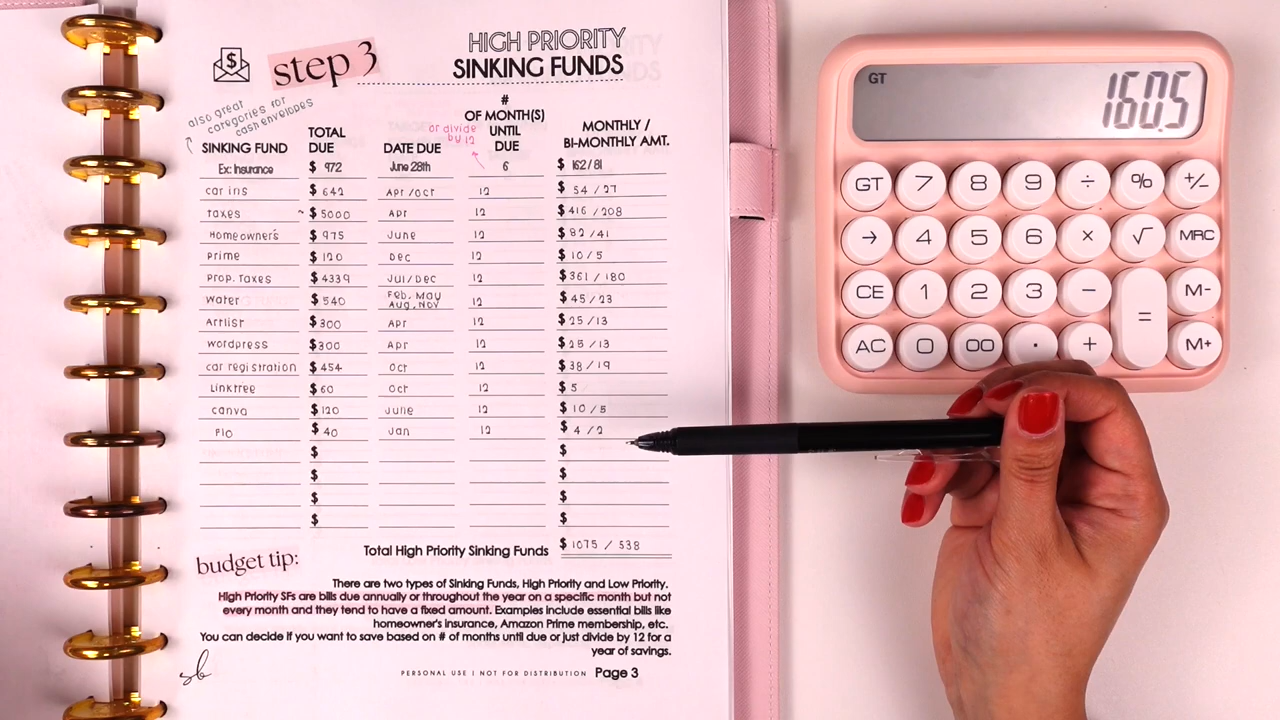 $
step 3
HIGH PRIORITY
SINKING FUNDS
also great
categories for
cash envelopes
or divide
by 12
SINKING FUND TOTAL DUE DATE DUE # OF MONTH(S) UNTIL DUE MONTHLY / BI-MONTHLY AMT.
Ex: Insurance $ 972 June 28th 6 $ 162/81
car ins $ 642 Apr/Oct 12 $ 54 / 27
Taxes ~ $ 5000 Apr 12 $ 416 / 208
Homeowner's $ 975 June 12 $ 82 / 41
Prime $ 120 Dec 12 $ 10 / 5
Prop. Taxes $ 4339 Jul/Dec 12 $ 361 / 180
Water $ 540 Feb, May Aug, Nov 12 $ 45 / 23
Artlist $ 300 Apr 12 $ 25 / 13
Wordpress $ 300 Apr 12 $ 25 / 13
car registration $ 454 Oct 12 $ 38 / 19
Linktree $ 60 Oct 12 $ 5
canva $ 120 June 12 $ 10 / 5
Flo $ 40 Jan 12 $ 4 / 2
$ $
$ $
$ $
$ $
Total High Priority Sinking Funds $ 1075 / 538
budget tip:
There are two types of Sinking Funds, High Priority and Low Priority.
High Priority SFs are bills due annually or throughout the year on a specific month but not
every month and they tend to have a fixed amount. Examples include essential bills like
homeowner's insurance, Amazon Prime membership, etc.
You can decide if you want to save based on # of months until due or just divide by 12 for a
year of savings.
sb
PERSONAL USE | NOT FOR DISTRIBUTION Page 3
GT 160.5
GT 7 8 9 ÷ % +/-
→ 4 5 6 × √ MRC
CE 1 2 3 − M-
AC 0 00 · + = M+